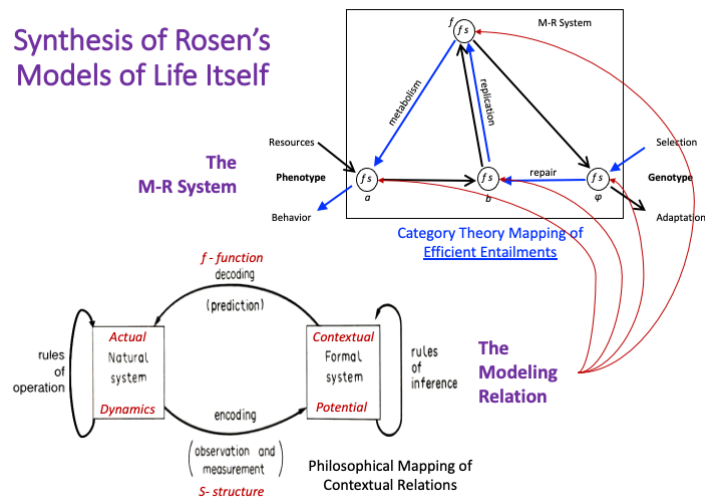 Synthesis of Rosen's
Models of Life Itself
M-R System
f
fs
metabolism
replication
Resources
Selection
The
M-R System
Phenotype
fs
fs
repair
fs
Genotype
a
b
φ
Behavior
Adaptation
Category Theory Mapping of
Efficient Entailments
f - function
decoding
(prediction)
Actual
Natural
system
Dynamics
Contextual
Formal
system
Potential
rules
of
operation
rules
of
inference
The
Modeling
Relation
encoding
(observation and
measurement)
S- structure
Philosophical Mapping of
Contextual Relations